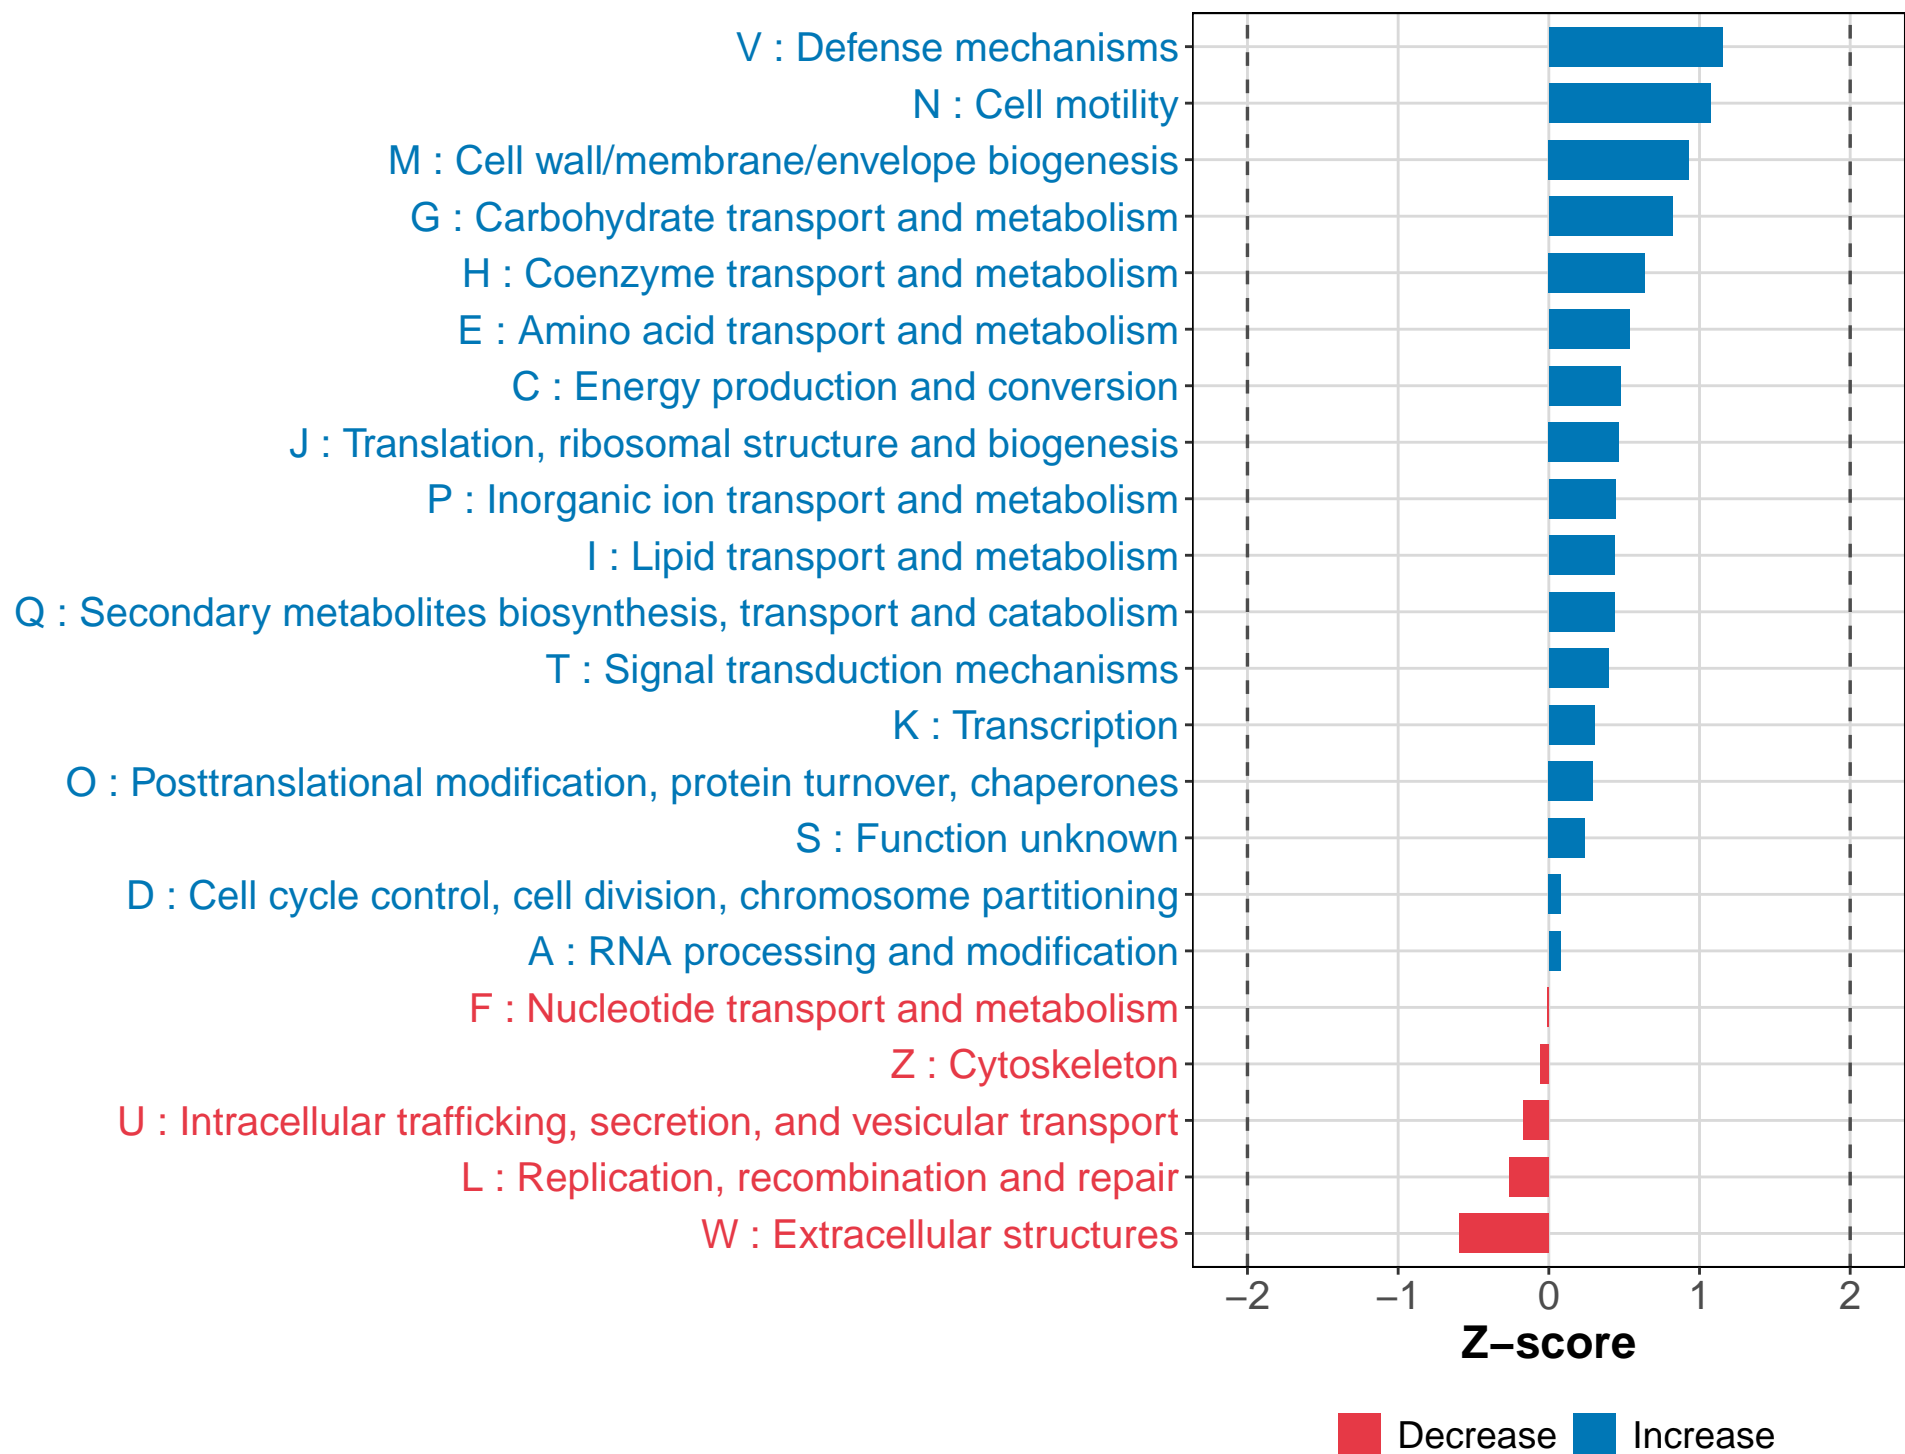 V : Defense mechanisms
N : Cell motility
M : Cell wall/membrane/envelope biogenesis
G : Carbohydrate transport and metabolism
H : Coenzyme transport and metabolism
E : Amino acid transport and metabolism
C : Energy production and conversion
J : Translation, ribosomal structure and biogenesis
P : Inorganic ion transport and metabolism
I : Lipid transport and metabolism
Q : Secondary metabolites biosynthesis, transport and catabolism
T : Signal transduction mechanisms
K : Transcription
O : Posttranslational modification, protein turnover, chaperones
S : Function unknown
D : Cell cycle control, cell division, chromosome partitioning
A : RNA processing and modification
F : Nucleotide transport and metabolism
Z : Cytoskeleton
U : Intracellular trafficking, secretion, and vesicular transport
L : Replication, recombination and repair
W : Extracellular structures
−2 −1 0 1 2
Z−score
Decrease Increase